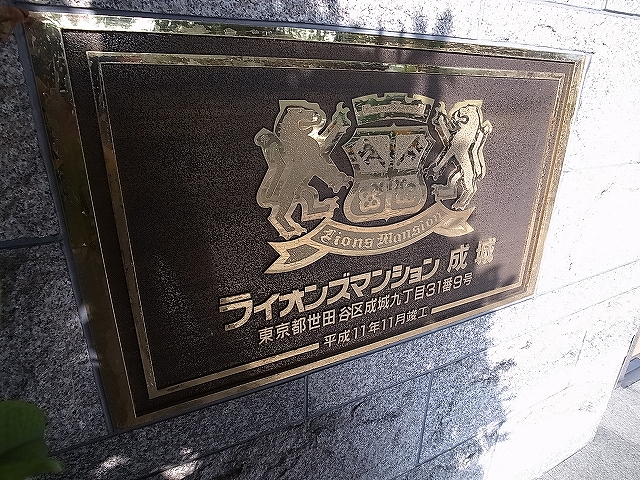 Lions Mansion
ライオンズマンション 成城
東京都世田谷区成城九丁目31番9号
平成11年11月竣工